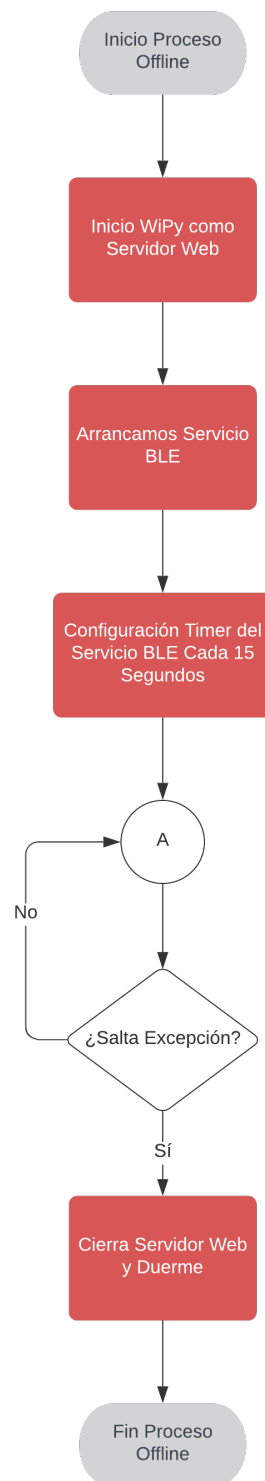 Inicio Proceso
Offline
Inicio WiPy como
Servidor Web
Arrancamos Servicio
BLE
Configuración Timer del
Servicio BLE Cada 15
Segundos
A
No
¿Salta Excepción?
Sí
Cierra Servidor Web
y Duerme
Fin Proceso
Offline